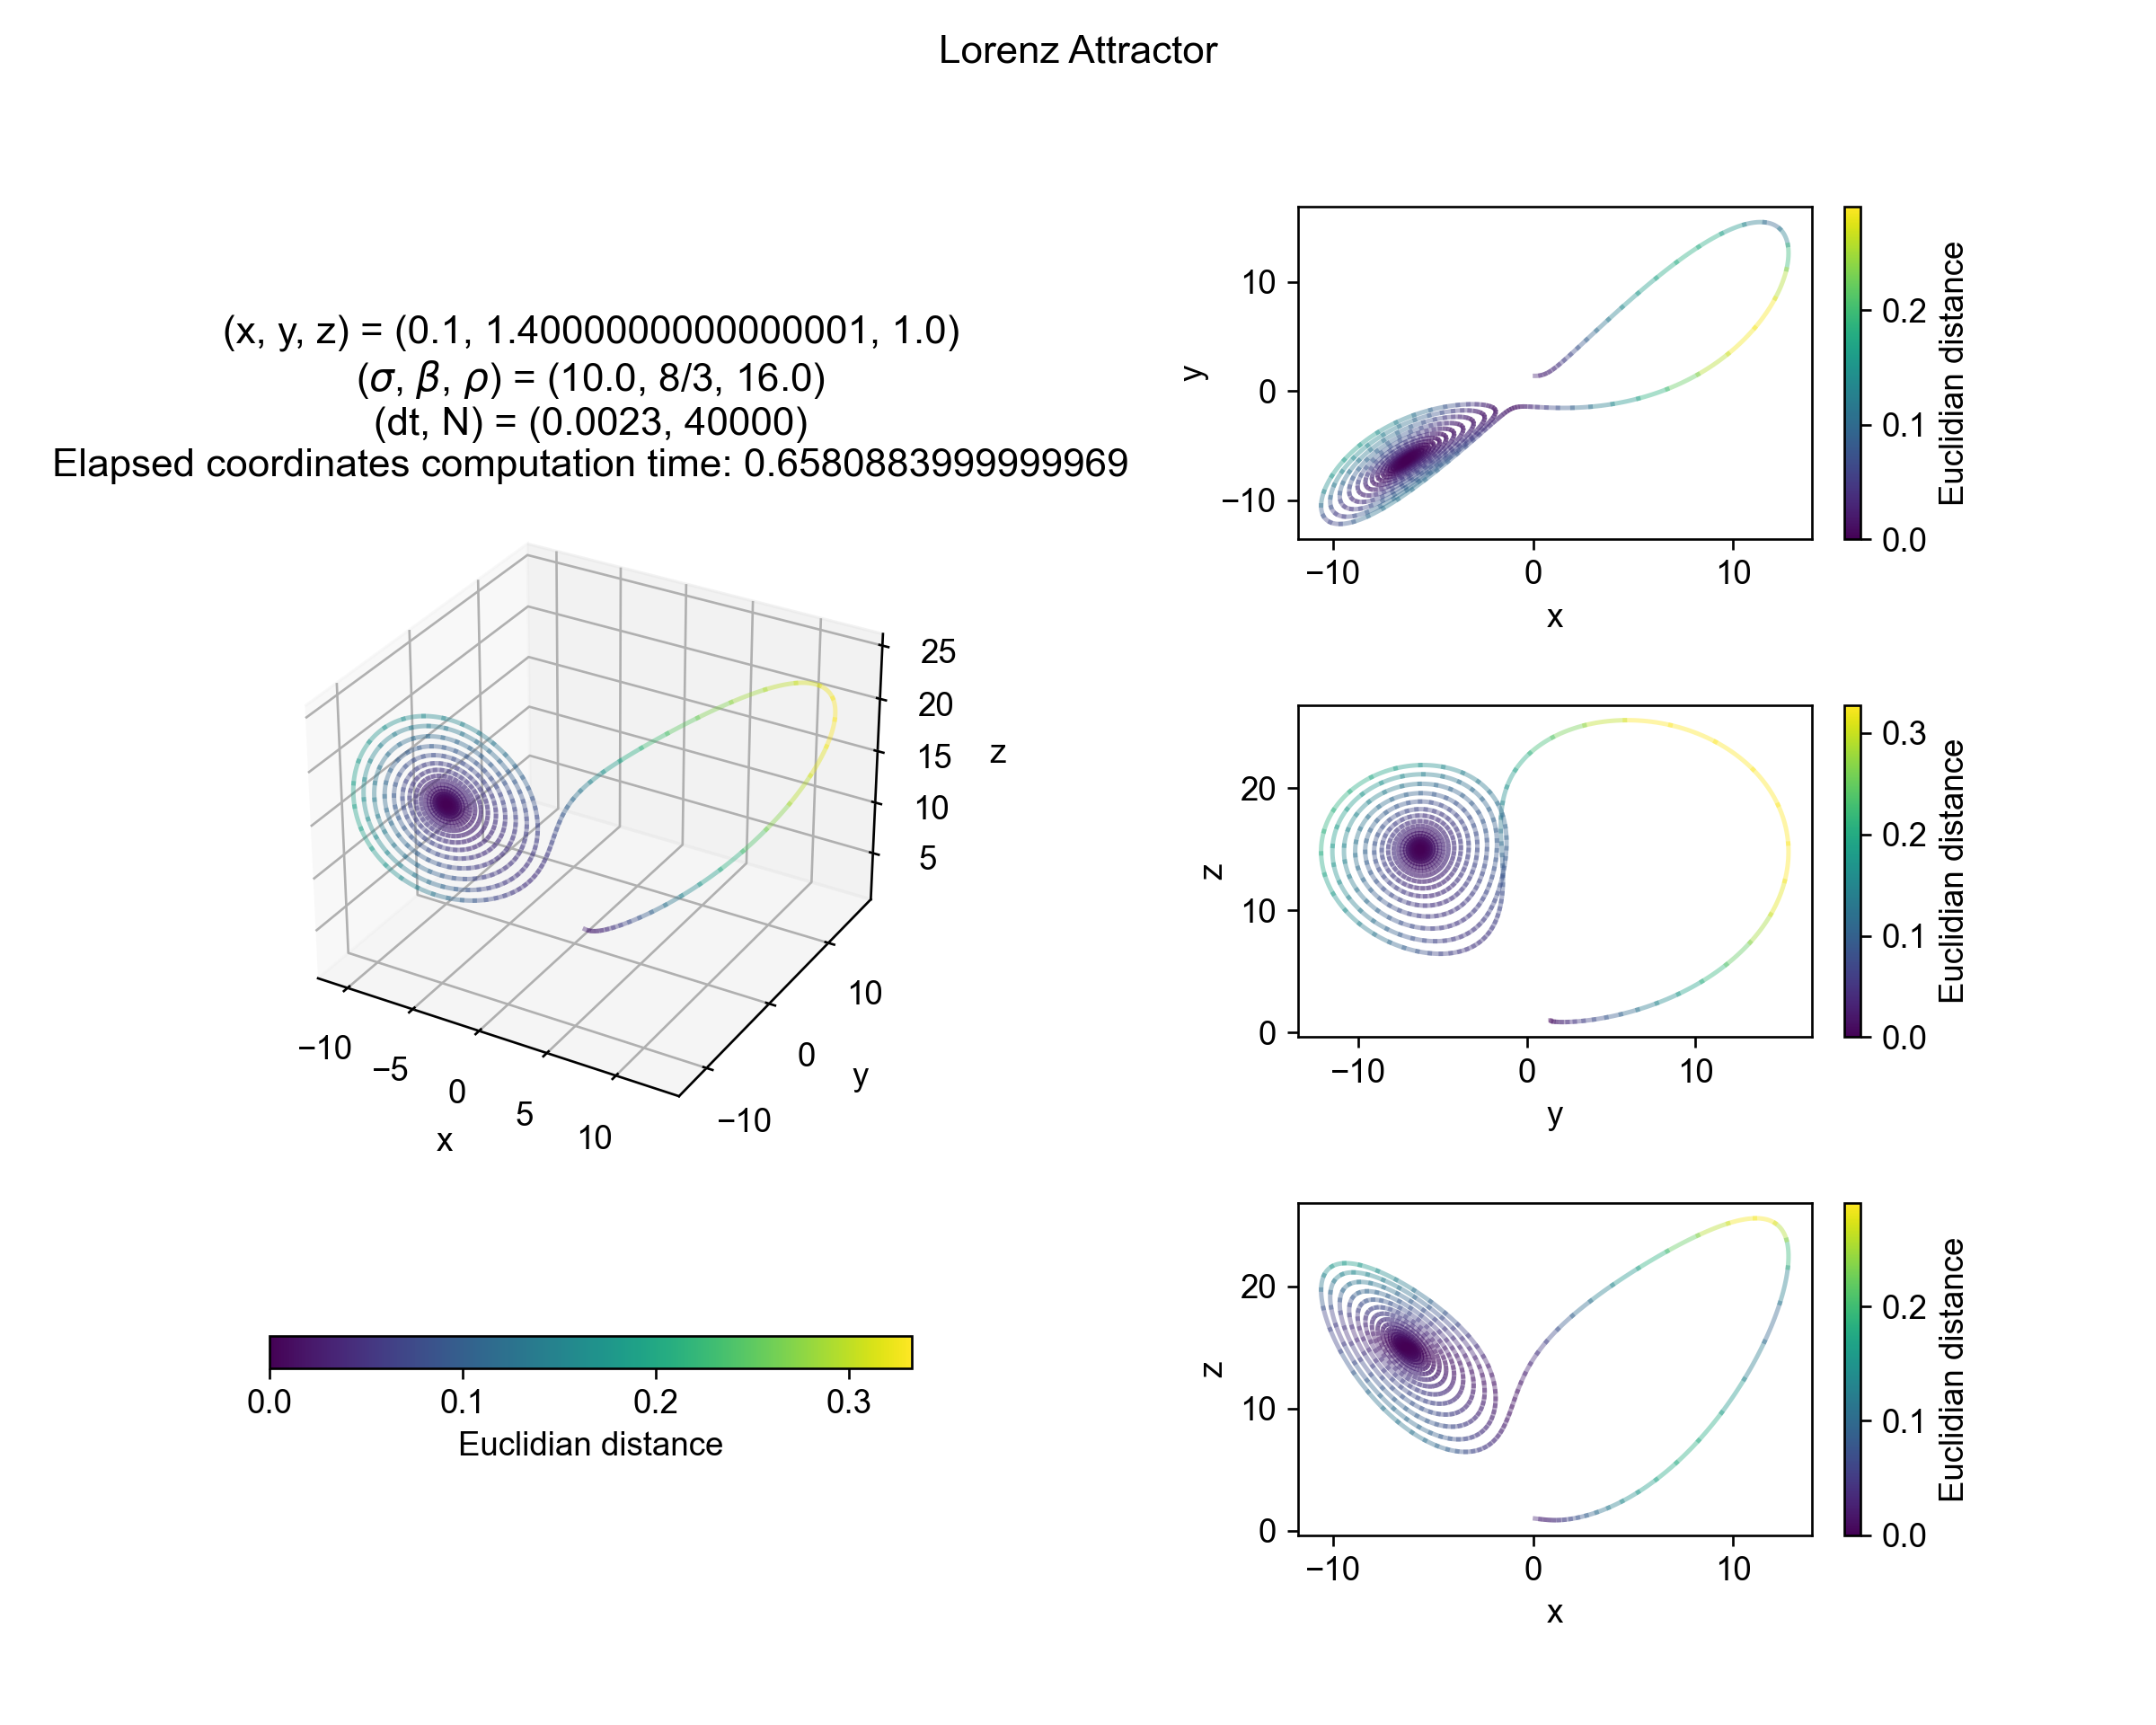 Lorenz Attractor
(x, y, z) = (0.1, 1.4000000000000001, 1.0)
(σ, β, ρ) = (10.0, 8/3, 16.0)
(dt, N) = (0.0023, 40000)
Elapsed coordinates computation time: 0.6580883999999969
25
20
15
10
5
z
−10
−5
0
5
10
x
−10
0
10
y
0.0
0.1
0.2
0.3
Euclidian distance
10
0
−10
y
−10
0
10
x
0.2
0.1
0.0
Euclidian distance
20
10
0
z
−10
0
10
y
0.3
0.2
0.1
0.0
Euclidian distance
20
10
0
z
−10
0
10
x
0.2
0.1
0.0
Euclidian distance